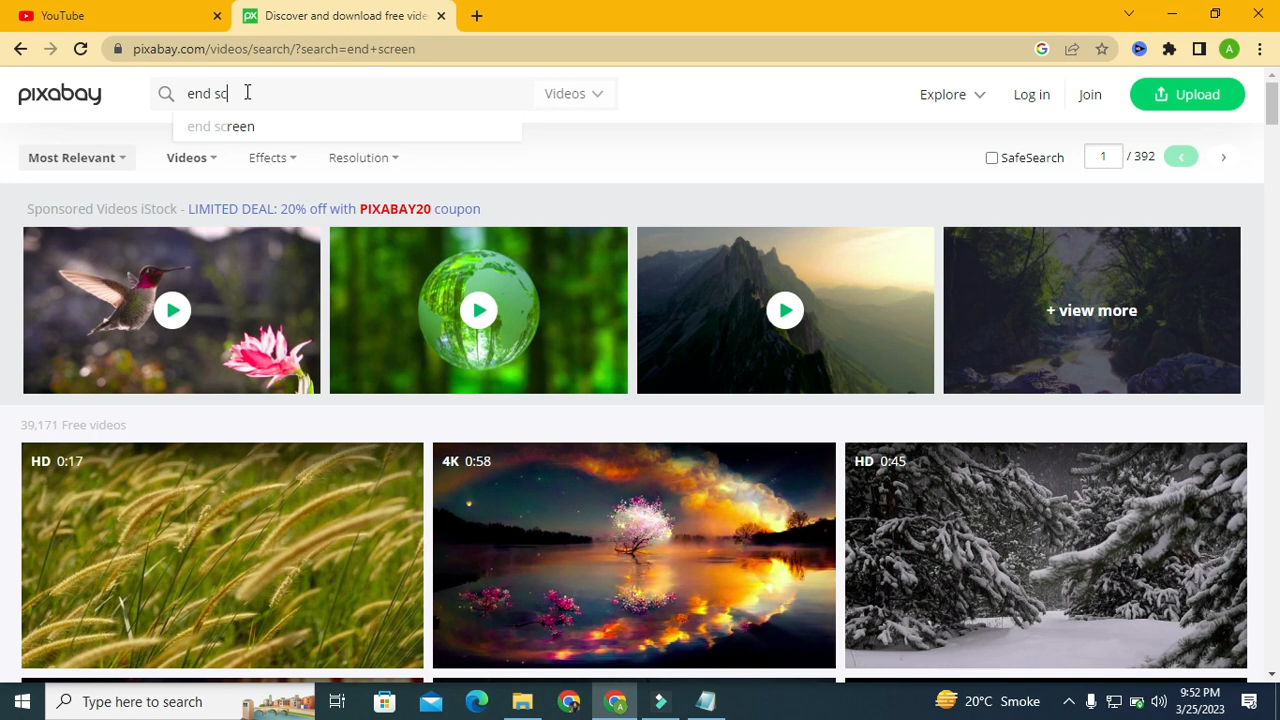 YouTube
Discover and download free vide
pixabay.com/videos/search/?search=end+screen
pixabay
end sc
Videos
Explore
Log in
Join
Upload
end screen
Most Relevant
Videos
Effects
Resolution
SafeSearch
1 / 392
Sponsored Videos iStock - LIMITED DEAL: 20% off with PIXABAY20 coupon
+ view more
39,171 Free videos
HD 0:17
4K 0:58
HD 0:45
Type here to search
20°C Smoke
9:52 PM
3/25/2023